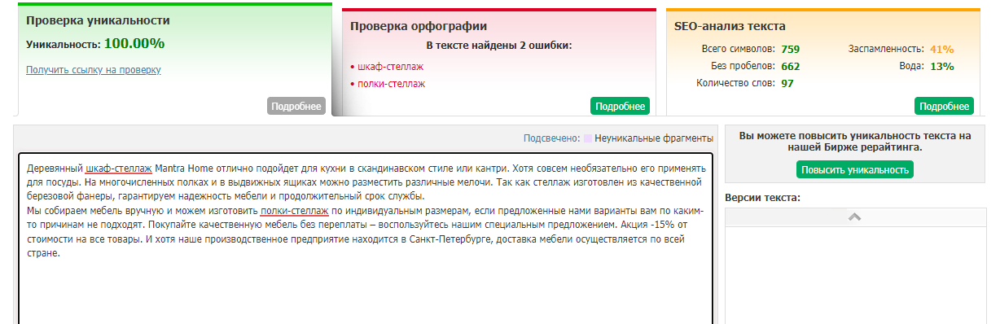 Проверка уникальности
Уникальность: 100.00%
Получить ссылку на проверку
Подробнее
Проверка орфографии
В тексте найдены 2 ошибки:
• шкаф-стеллаж
• полки-стеллаж
Подробнее
SEO-анализ текста
Всего символов: 759
Без пробелов: 662
Количество слов: 97
Заспамленность: 41%
Вода: 13%
Подробнее
Подсвечено: Неуникальные фрагменты
Деревянный шкаф-стеллаж Mantra Home отлично подойдет для кухни в скандинавском стиле или кантри. Хотя совсем необязательно его применять
для посуды. На многочисленных полках и в выдвижных ящиках можно разместить различные мелочи. Так как стеллаж изготовлен из качественной
березовой фанеры, гарантируем надежность мебели и продолжительный срок службы.
Мы собираем мебель вручную и можем изготовить полки-стеллаж по индивидуальным размерам, если предложенные нами варианты вам по каким-
то причинам не подходят. Покупайте качественную мебель без переплаты – воспользуйтесь нашим специальным предложением. Акция -15% от
стоимости на все товары. И хотя наше производственное предприятие находится в Санкт-Петербурге, доставка мебели осуществляется по всей
стране.
Вы можете повысить уникальность текста на
нашей Бирже рерайтинга.
Повысить уникальность
Версии текста: